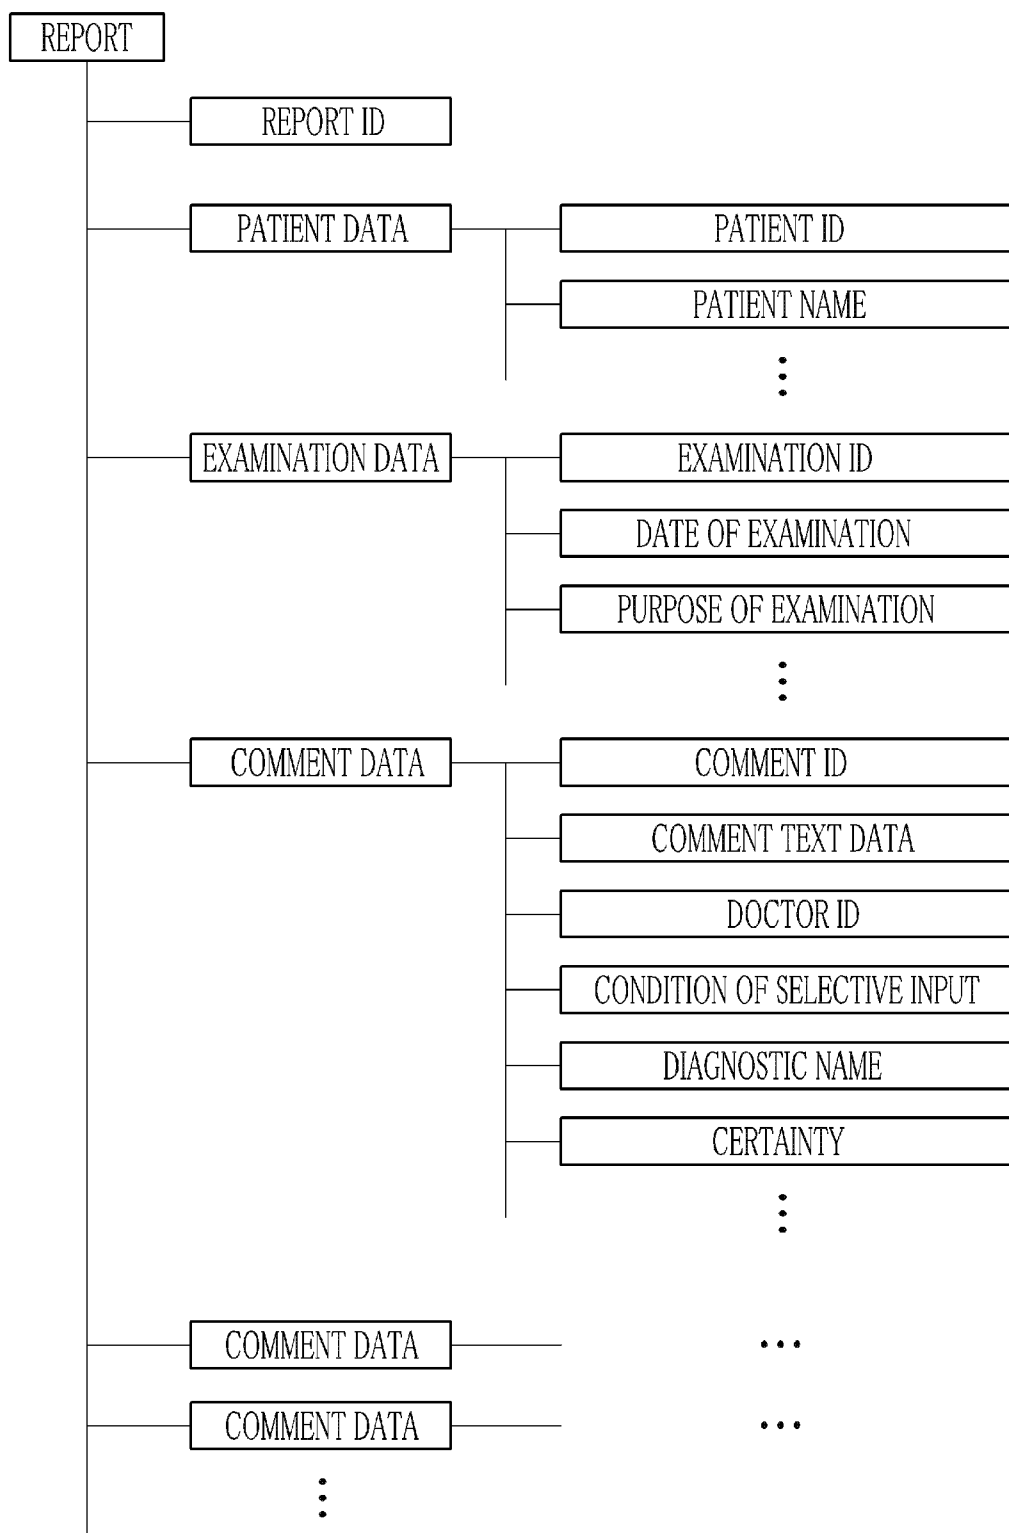 REPORT
REPORT ID
PATIENT DATA
PATIENT ID
PATIENT NAME
EXAMINATION DATA
EXAMINATION ID
DATE OF EXAMINATION
PURPOSE OF EXAMINATION
COMMENT DATA
COMMENT ID
COMMENT TEXT DATA
DOCTOR ID
CONDITION OF SELECTIVE INPUT
DIAGNOSTIC NAME
CERTAINTY
COMMENT DATA
COMMENT DATA